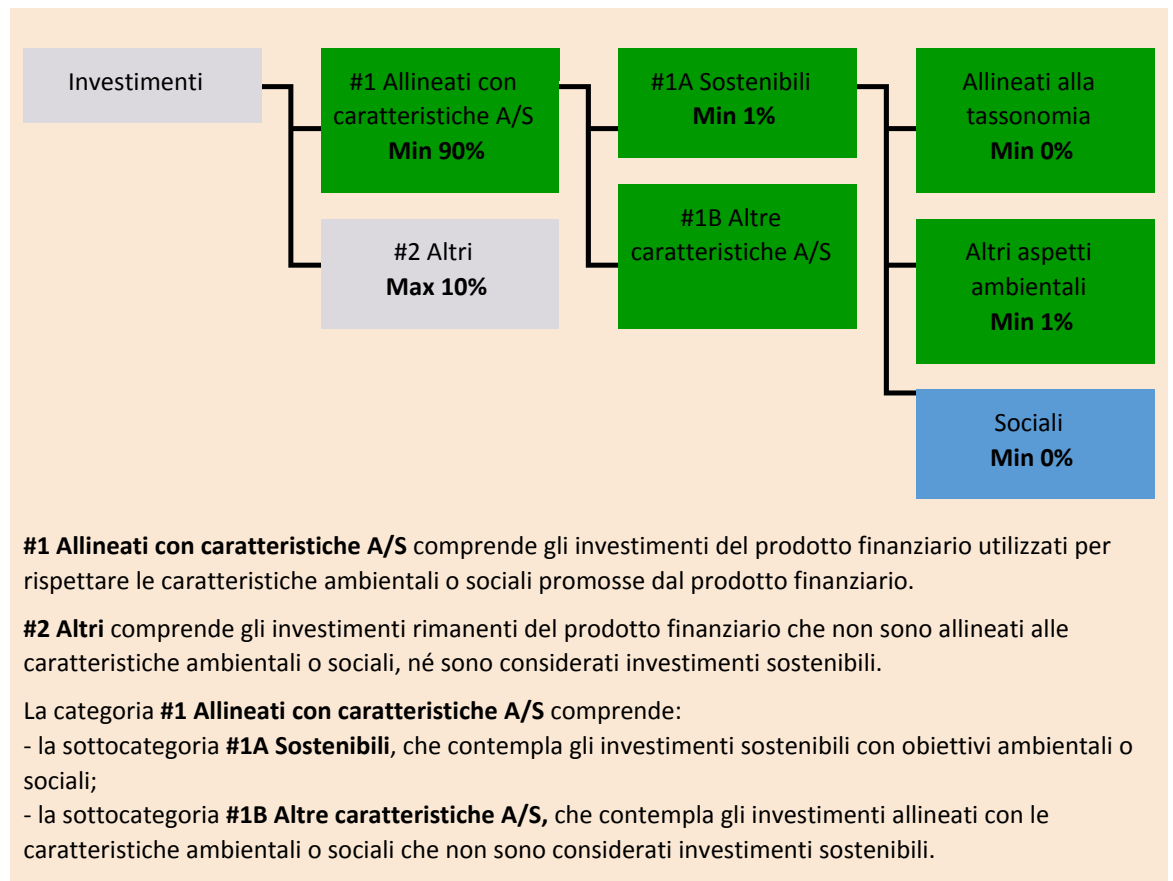 Investimenti
#1 Allineati con
caratteristiche A/S
Min 90%
#2 Altri
Max 10%
#1A Sostenibili
Min 1%
#1B Altre
caratteristiche A/S
Allineati alla
tassonomia
Min 0%
Altri aspetti
ambientali
Min 1%
Sociali
Min 0%
#1 Allineati con caratteristiche A/S comprende gli investimenti del prodotto finanziario utilizzati per
rispettare le caratteristiche ambientali o sociali promosse dal prodotto finanziario.
#2 Altri comprende gli investimenti rimanenti del prodotto finanziario che non sono allineati alle
caratteristiche ambientali o sociali, né sono considerati investimenti sostenibili.
La categoria #1 Allineati con caratteristiche A/S comprende:
- la sottocategoria #1A Sostenibili, che contempla gli investimenti sostenibili con obiettivi ambientali o
sociali;
- la sottocategoria #1B Altre caratteristiche A/S, che contempla gli investimenti allineati con le
caratteristiche ambientali o sociali che non sono considerati investimenti sostenibili.